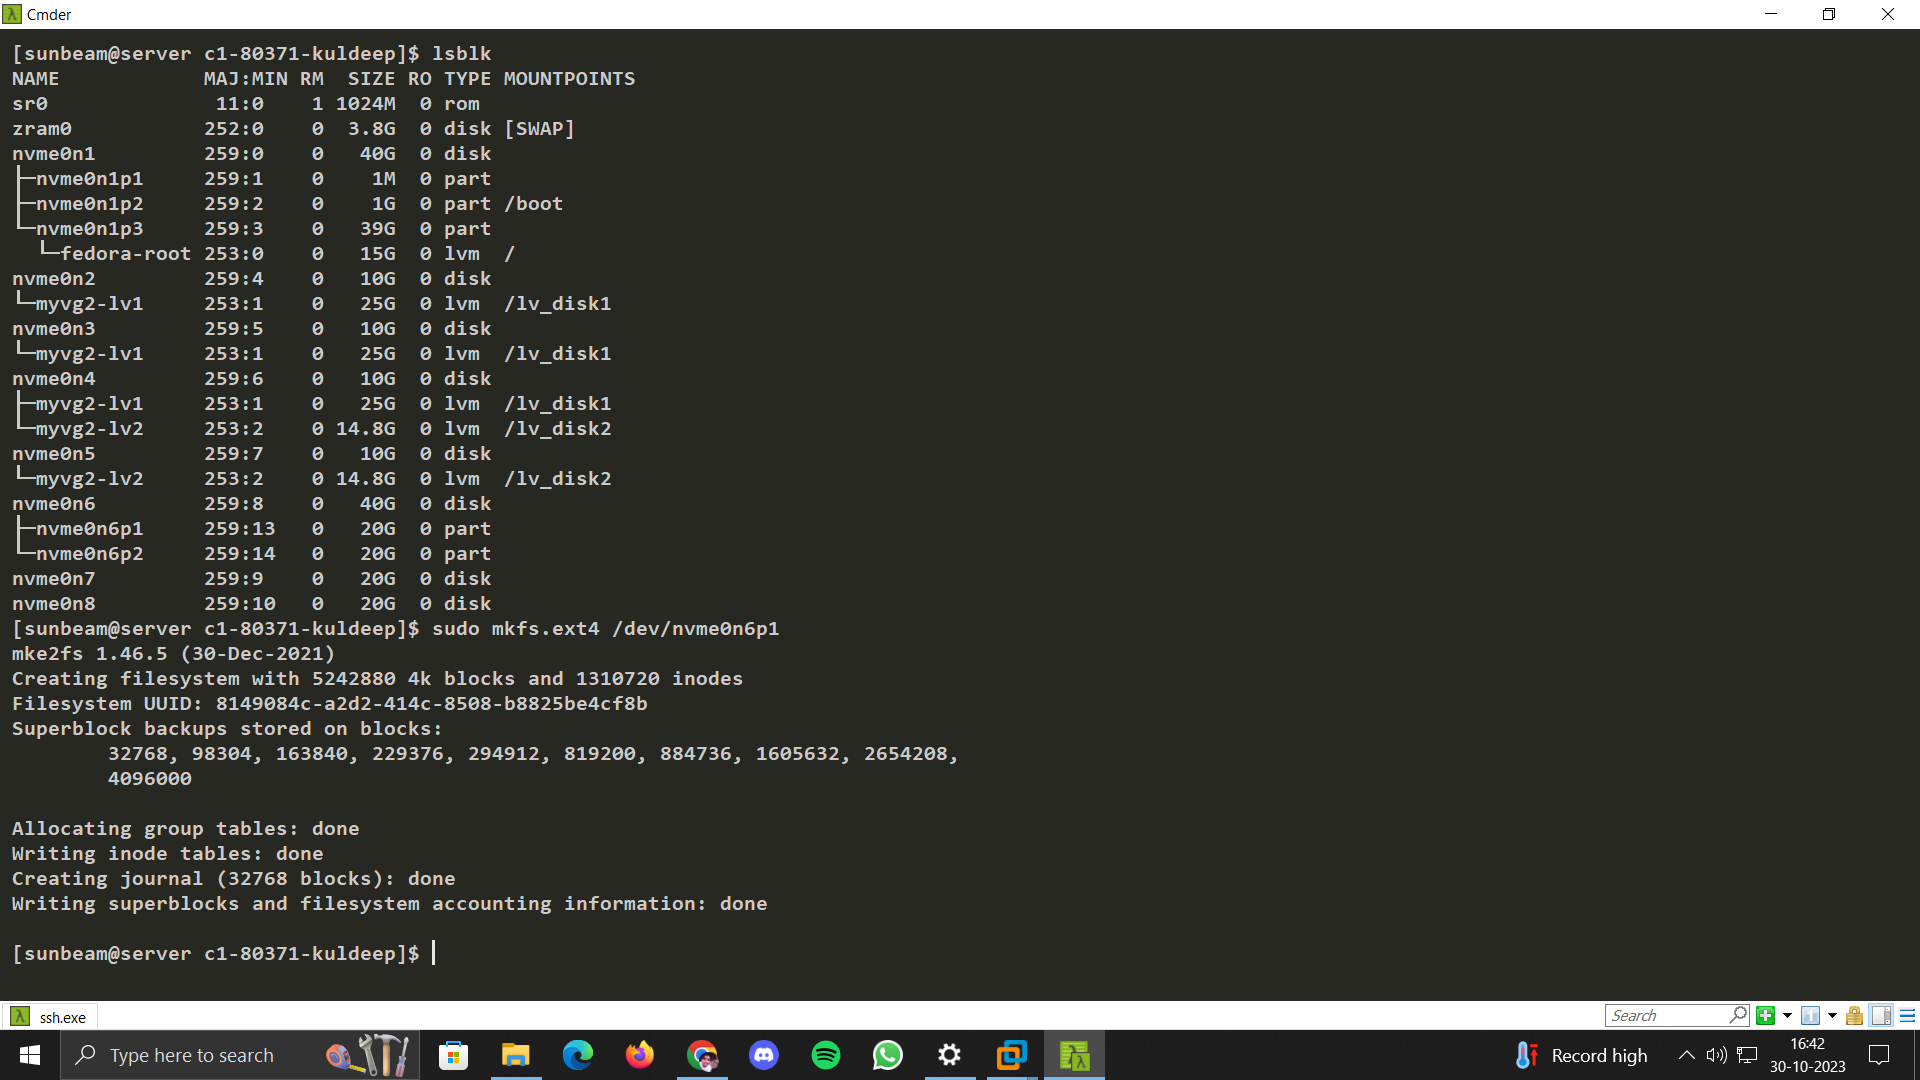 Cmder
[sunbeam@server c1-80371-kuldeep]$ lsblk
NAME            MAJ:MIN RM   SIZE RO TYPE MOUNTPOINTS
sr0              11:0    1 1024M  0 rom
zram0           252:0    0  3.8G  0 disk [SWAP]
nvme0n1         259:0    0   40G  0 disk
├─nvme0n1p1     259:1    0    1M  0 part
├─nvme0n1p2     259:2    0    1G  0 part /boot
└─nvme0n1p3     259:3    0   39G  0 part
  └─fedora-root 253:0    0   15G  0 lvm  /
nvme0n2         259:4    0   10G  0 disk
└─myvg2-lv1     253:1    0   25G  0 lvm  /lv_disk1
nvme0n3         259:5    0   10G  0 disk
└─myvg2-lv1     253:1    0   25G  0 lvm  /lv_disk1
nvme0n4         259:6    0   10G  0 disk
├─myvg2-lv1     253:1    0   25G  0 lvm  /lv_disk1
└─myvg2-lv2     253:2    0 14.8G  0 lvm  /lv_disk2
nvme0n5         259:7    0   10G  0 disk
└─myvg2-lv2     253:2    0 14.8G  0 lvm  /lv_disk2
nvme0n6         259:8    0   40G  0 disk
├─nvme0n6p1     259:13   0   20G  0 part
└─nvme0n6p2     259:14   0   20G  0 part
nvme0n7         259:9    0   20G  0 disk
nvme0n8         259:10   0   20G  0 disk
[sunbeam@server c1-80371-kuldeep]$ sudo mkfs.ext4 /dev/nvme0n6p1
mke2fs 1.46.5 (30-Dec-2021)
Creating filesystem with 5242880 4k blocks and 1310720 inodes
Filesystem UUID: 8149084c-a2d2-414c-8508-b8825be4cf8b
Superblock backups stored on blocks:
        32768, 98304, 163840, 229376, 294912, 819200, 884736, 1605632, 2654208,
        4096000

Allocating group tables: done
Writing inode tables: done
Creating journal (32768 blocks): done
Writing superblocks and filesystem accounting information: done

[sunbeam@server c1-80371-kuldeep]$
ssh.exe
Search
Type here to search
Record high
16:42
30-10-2023